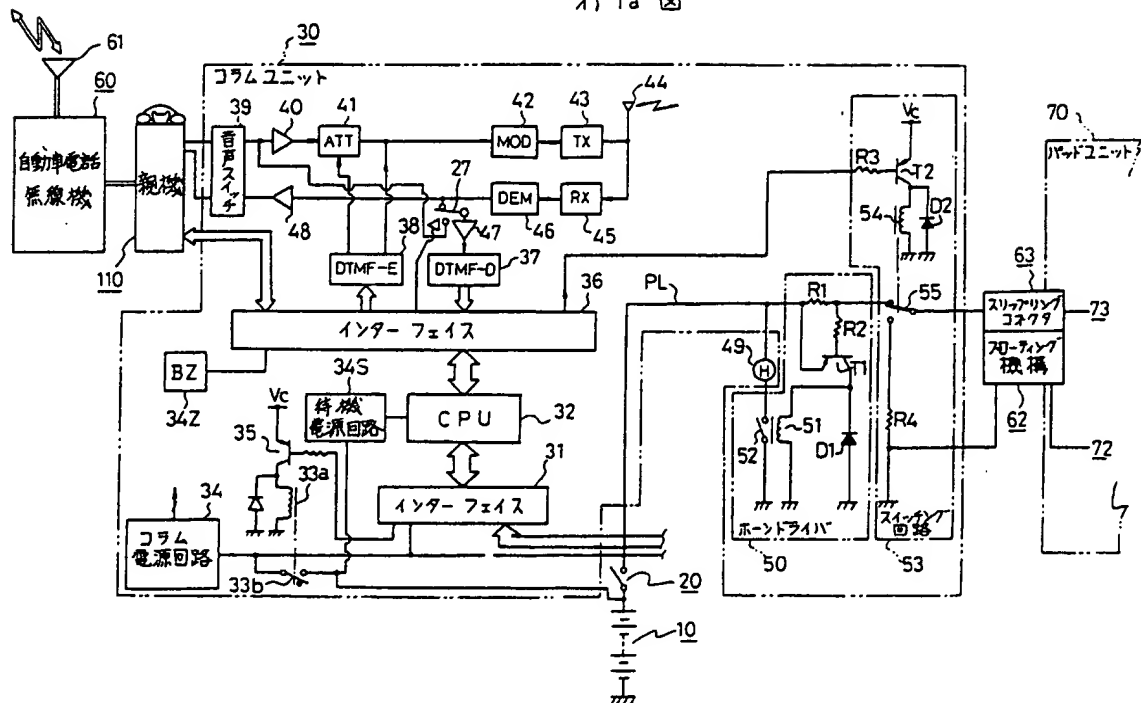 オ1a図
61
60
自動車電話
無線機
親機
110
30
コラムユニット
39
音声スイッチ
40
41
ATT
42
MOD
43
TX
44
48
27
DEM
46
RX
45
47
DTMF-E
38
DTMF-D
37
36
インターフェイス
BZ
34Z
34S
待機
電源回路
CPU
32
Vc
35
33a
31
インターフェイス
34
コラム
電源回路
33b
20
10
PL
49
H
52
51
R1
R2
T1
D1
ホーンドライバ
50
R3
Vc
T2
54
D2
55
R4
スイッチング
回路
53
70
パッドユニット
63
スリップリング
コネクタ
フローティング
機構
62
73
72